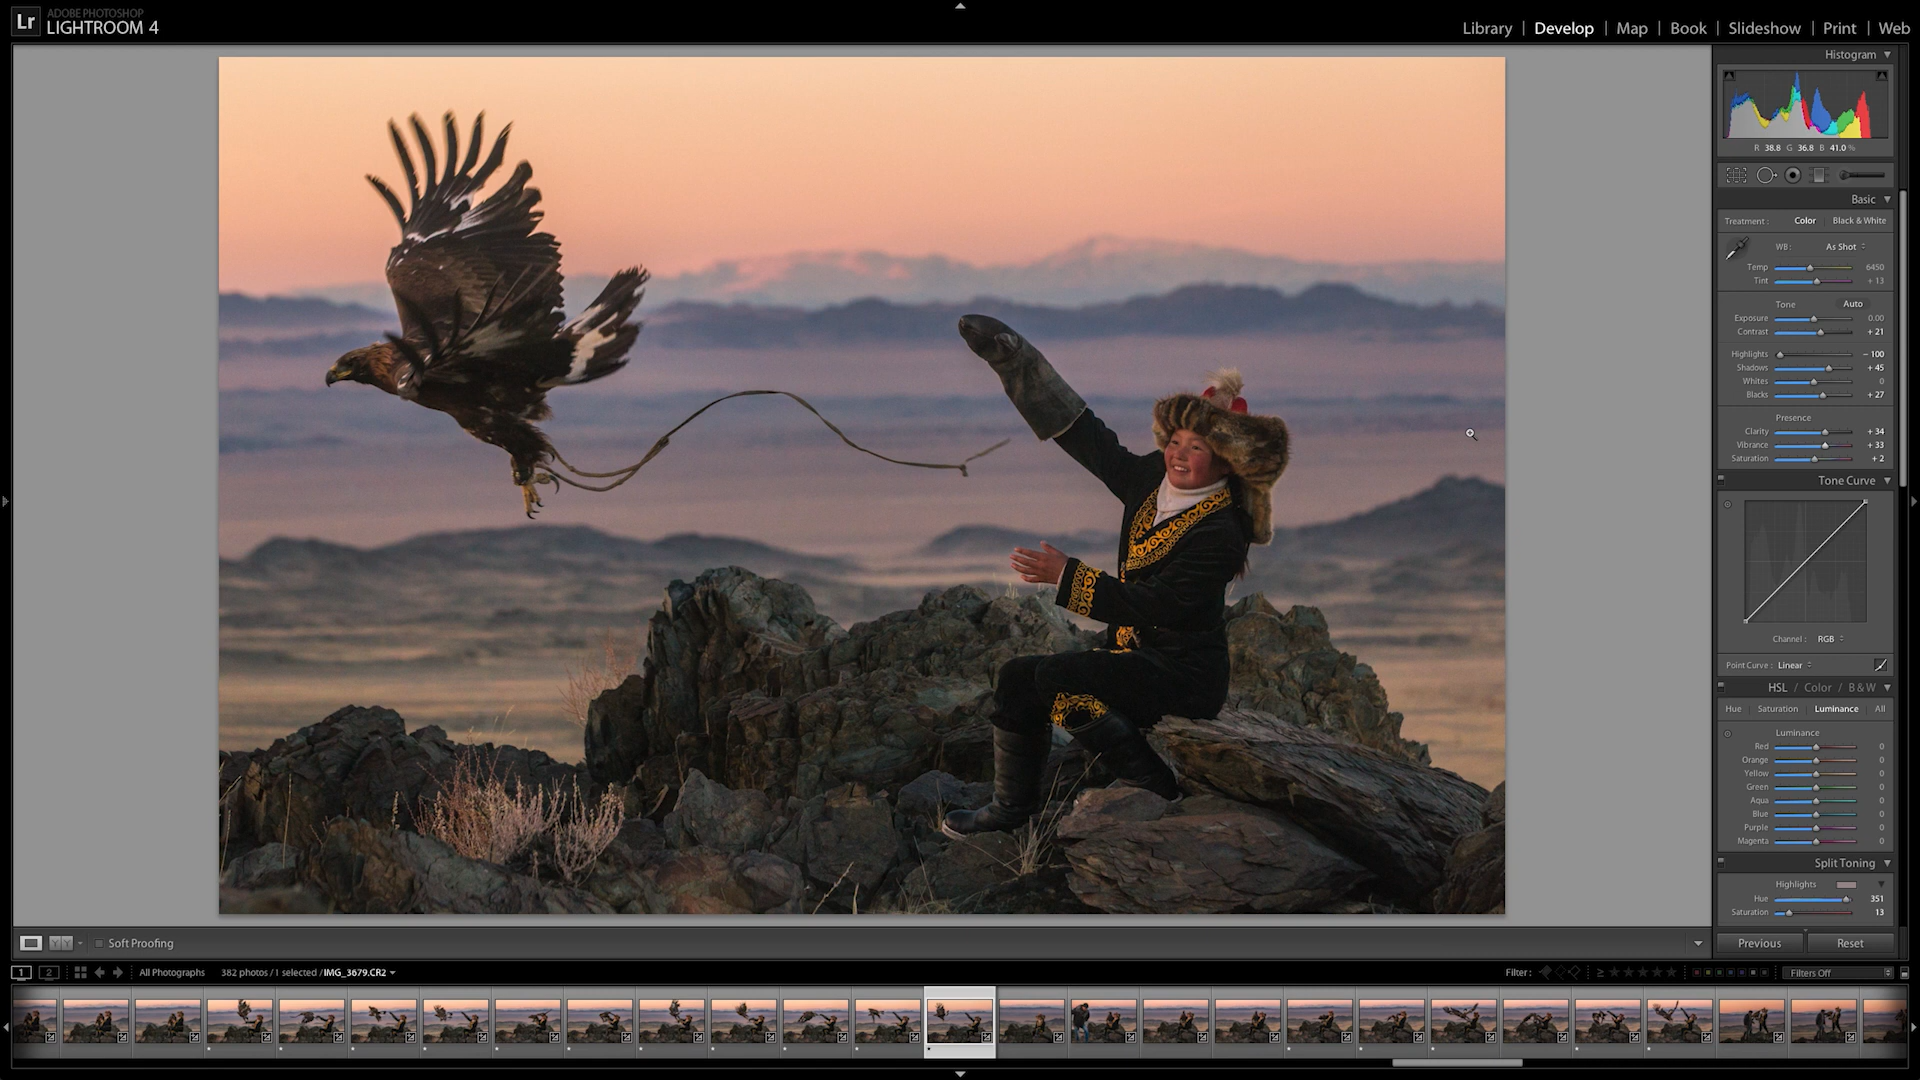 Lr
ADOBE PHOTOSHOP
LIGHTROOM 4
Library | Develop | Map | Book | Slideshow | Print | Web
Histogram
R 38.8 G 36.8 B 41.0 %
Basic
Treatment : Color Black & White
WB : As Shot
Temp 6450
Tint + 13
Tone Auto
Exposure 0.00
Contrast + 21
Highlights − 100
Shadows + 45
Whites 0
Blacks + 27
Presence
Clarity + 34
Vibrance + 33
Saturation + 2
Tone Curve
Channel : RGB
Point Curve : Linear
HSL / Color / B & W
Hue Saturation Luminance All
Luminance
Red 0
Orange 0
Yellow 0
Green 0
Aqua 0
Blue 0
Purple 0
Magenta 0
Split Toning
Highlights
Hue 351
Saturation 13
Previous Reset
YY Soft Proofing
1 2 All Photographs 382 photos / 1 selected / IMG_3679.CR2 Filter : ≥ Filters Off